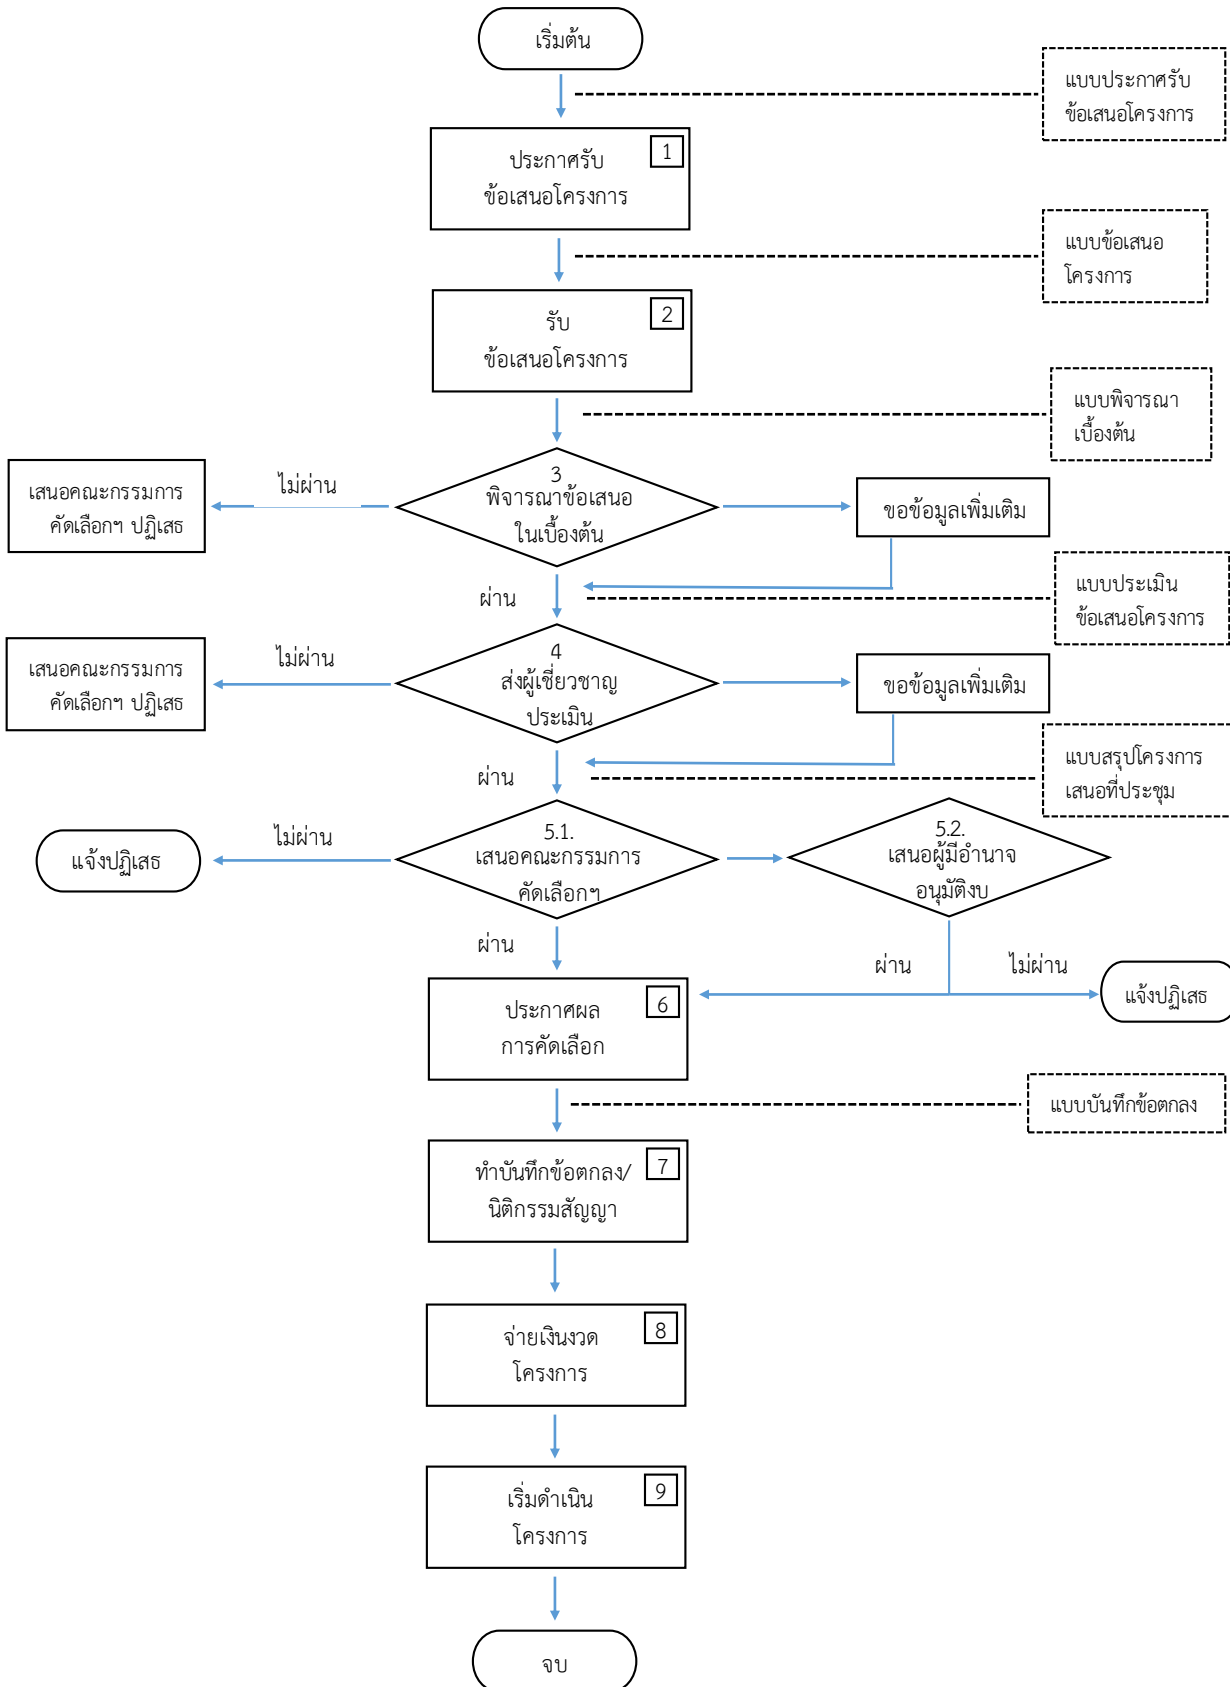 เริ่มต้น
แบบประกาศรับ
ข้อเสนอโครงการ
1
ประกาศรับ
ข้อเสนอโครงการ
แบบข้อเสนอ
โครงการ
2
รับ
ข้อเสนอโครงการ
แบบพิจารณา
เบื้องต้น
ไม่ผ่าน
เสนอคณะกรรมการ
คัดเลือกฯ ปฏิเสธ
3
พิจารณาข้อเสนอ
ในเบื้องต้น
ขอข้อมูลเพิ่มเติม
ผ่าน
แบบประเมิน
ข้อเสนอโครงการ
ไม่ผ่าน
เสนอคณะกรรมการ
คัดเลือกฯ ปฏิเสธ
4
ส่งผู้เชี่ยวชาญ
ประเมิน
ขอข้อมูลเพิ่มเติม
ผ่าน
แบบสรุปโครงการ
เสนอที่ประชุม
ไม่ผ่าน
แจ้งปฏิเสธ
5.1.
เสนอคณะกรรมการ
คัดเลือกฯ
5.2.
เสนอผู้มีอำนาจ
อนุมัติงบ
ผ่าน
ผ่าน
ไม่ผ่าน
แจ้งปฏิเสธ
6
ประกาศผล
การคัดเลือก
แบบบันทึกข้อตกลง
7
ทำบันทึกข้อตกลง/
นิติกรรมสัญญา
8
จ่ายเงินงวด
โครงการ
9
เริ่มดำเนิน
โครงการ
จบ